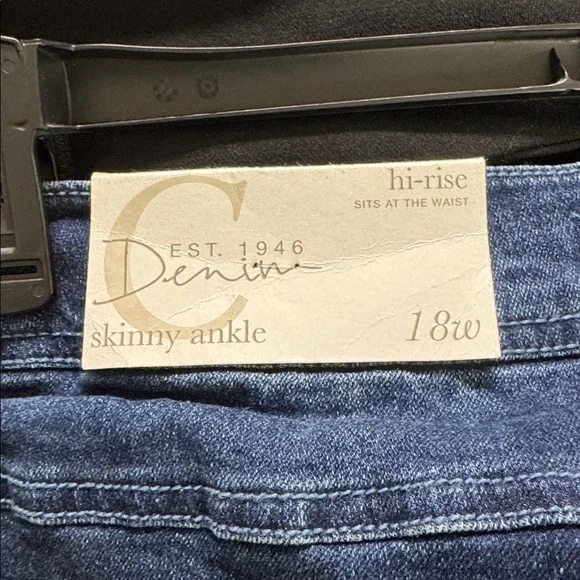 hi-rise
SITS AT THE WAIST
C
EST. 1946
Denim
skinny ankle
18w